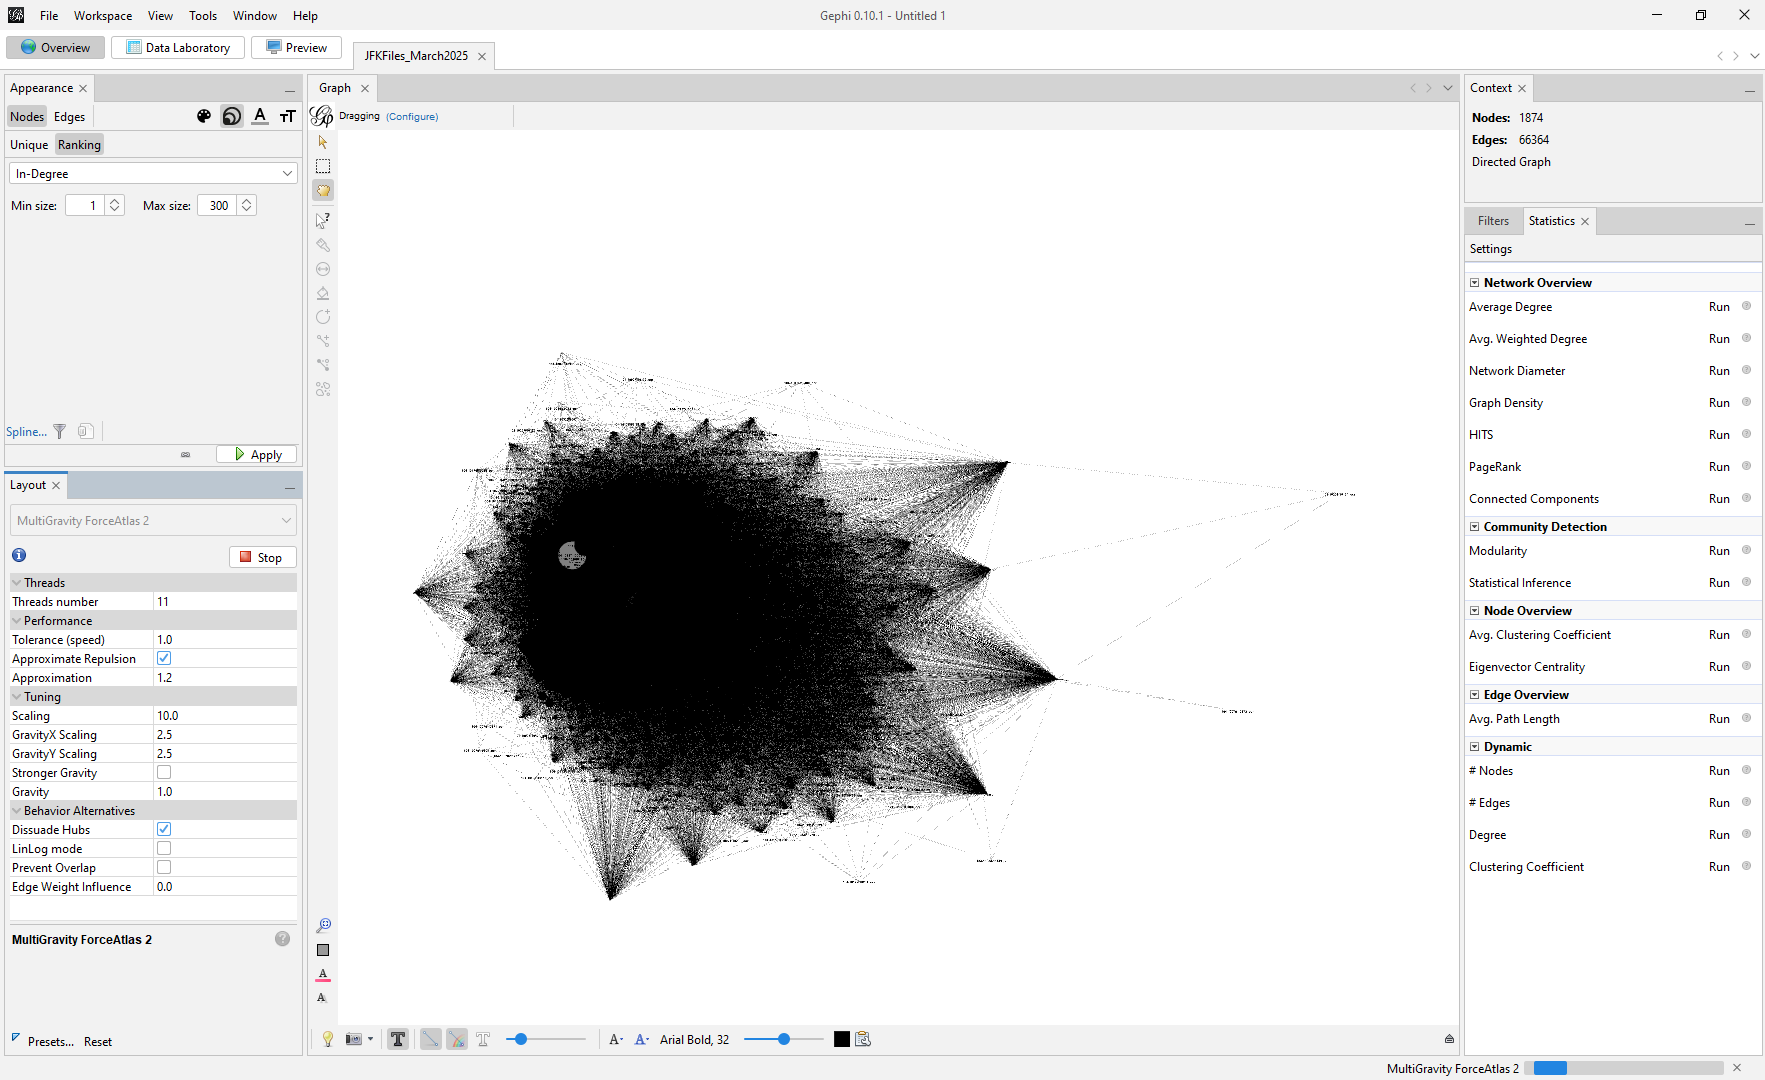 File Workspace View Tools Window Help
Gephi 0.10.1 - Untitled 1
Overview
Data Laboratory
Preview
JFKFiles_March2025
Appearance
Nodes Edges
Unique Ranking
In-Degree
Min size: 1 Max size: 300
Spline...
Apply
Layout
MultiGravity ForceAtlas 2
Stop
Threads
Threads number 11
Performance
Tolerance (speed) 1.0
Approximate Repulsion
Approximation 1.2
Tuning
Scaling 10.0
GravityX Scaling 2.5
GravityY Scaling 2.5
Stronger Gravity
Gravity 1.0
Behavior Alternatives
Dissuade Hubs
LinLog mode
Prevent Overlap
Edge Weight Influence 0.0
MultiGravity ForceAtlas 2
Presets... Reset
Graph
Dragging (Configure)
Arial Bold, 32
Context
Nodes: 1874
Edges: 66364
Directed Graph
Filters Statistics
Settings
Network Overview
Average Degree Run
Avg. Weighted Degree Run
Network Diameter Run
Graph Density Run
HITS Run
PageRank Run
Connected Components Run
Community Detection
Modularity Run
Statistical Inference Run
Node Overview
Avg. Clustering Coefficient Run
Eigenvector Centrality Run
Edge Overview
Avg. Path Length Run
Dynamic
# Nodes Run
# Edges Run
Degree Run
Clustering Coefficient Run
MultiGravity ForceAtlas 2